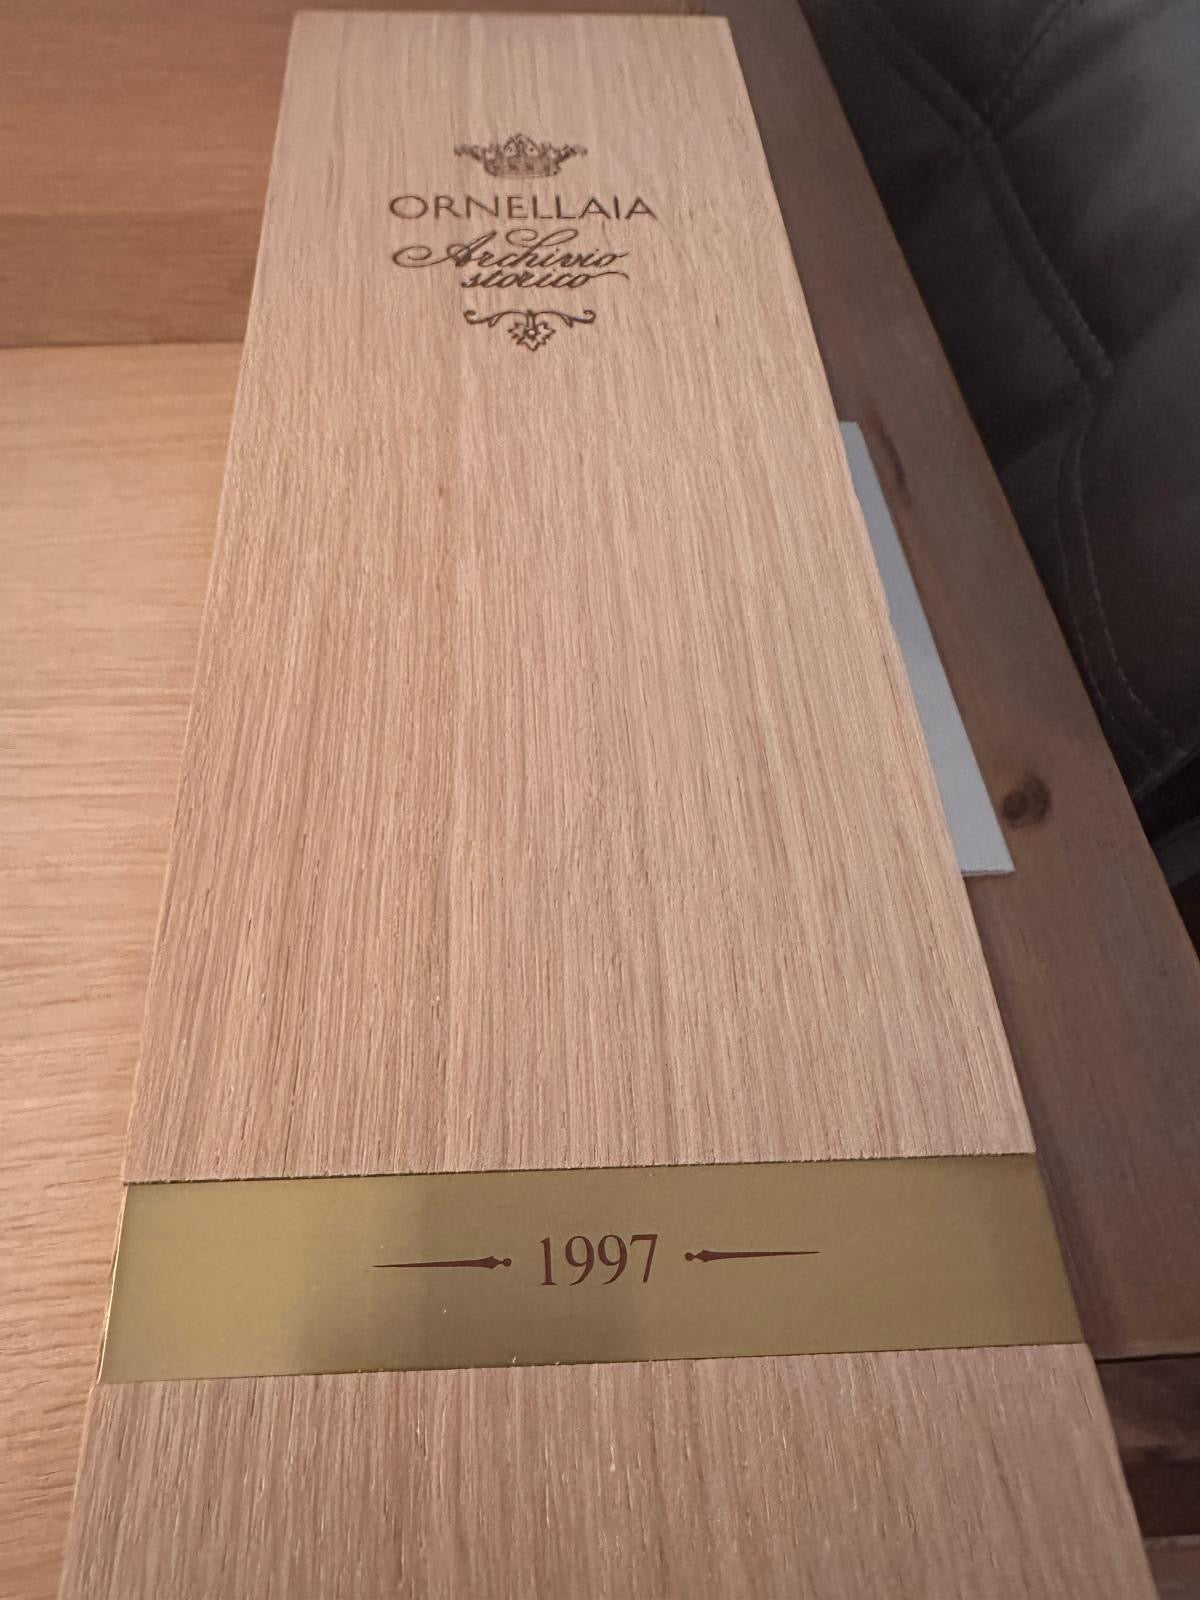 ORNELLAIA
Archivio
storico
1997